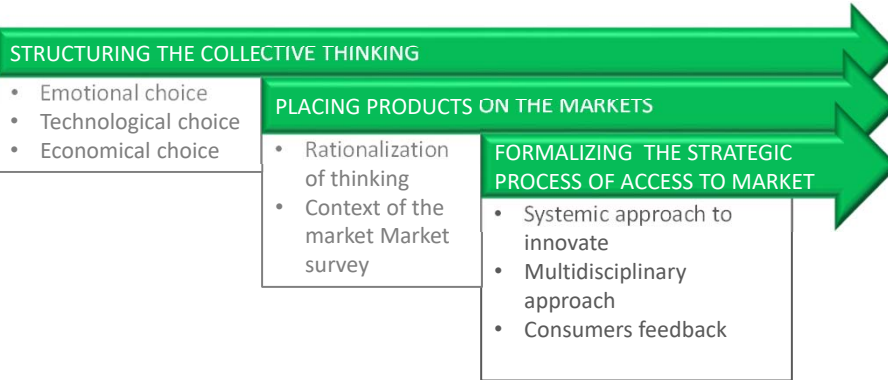 STRUCTURING THE COLLECTIVE THINKING
• Emotional choice
• Technological choice
• Economical choice
PLACING PRODUCTS ON THE MARKETS
• Rationalization
of thinking
• Context of the
market Market
survey
FORMALIZING THE STRATEGIC
PROCESS OF ACCESS TO MARKET
• Systemic approach to
innovate
• Multidisciplinary
approach
• Consumers feedback